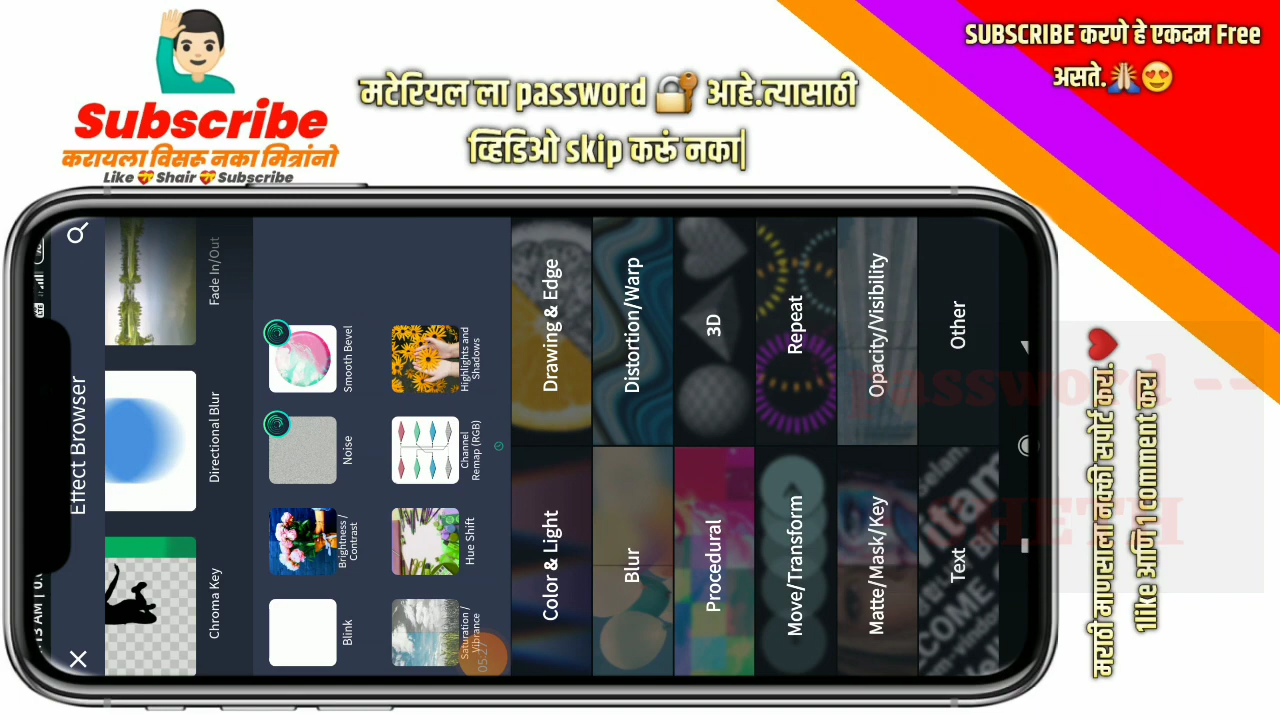 Subscribe
करायला विसरू नका मित्रांनो
Like 💝 Shair 💝 Subscribe
मटेरियल ला password 🔐 आहे.त्यासाठी
व्हिडिओ skip करूं नका|
SUBSCRIBE करणे हे एकदम Free
असते.🙏🏻😍
Effect Browser
Chroma Key
Directional Blur
Fade In/Out
Blink
Brightness /
Contrast
Noise
Smooth Bevel
Saturation /
Vibrance
Hue Shift
Channel
Remap (RGB)
Highlights and
Shadows
05:27
Color & Light
Drawing & Edge
Blur
Distortion/Warp
Procedural
3D
Move/Transform
Repeat
Matte/Mask/Key
Opacity/Visibility
Text
Other
password --
मराठी माणसाला नक्की सपोर्ट करा.❤️
1like आणि 1 comment करा